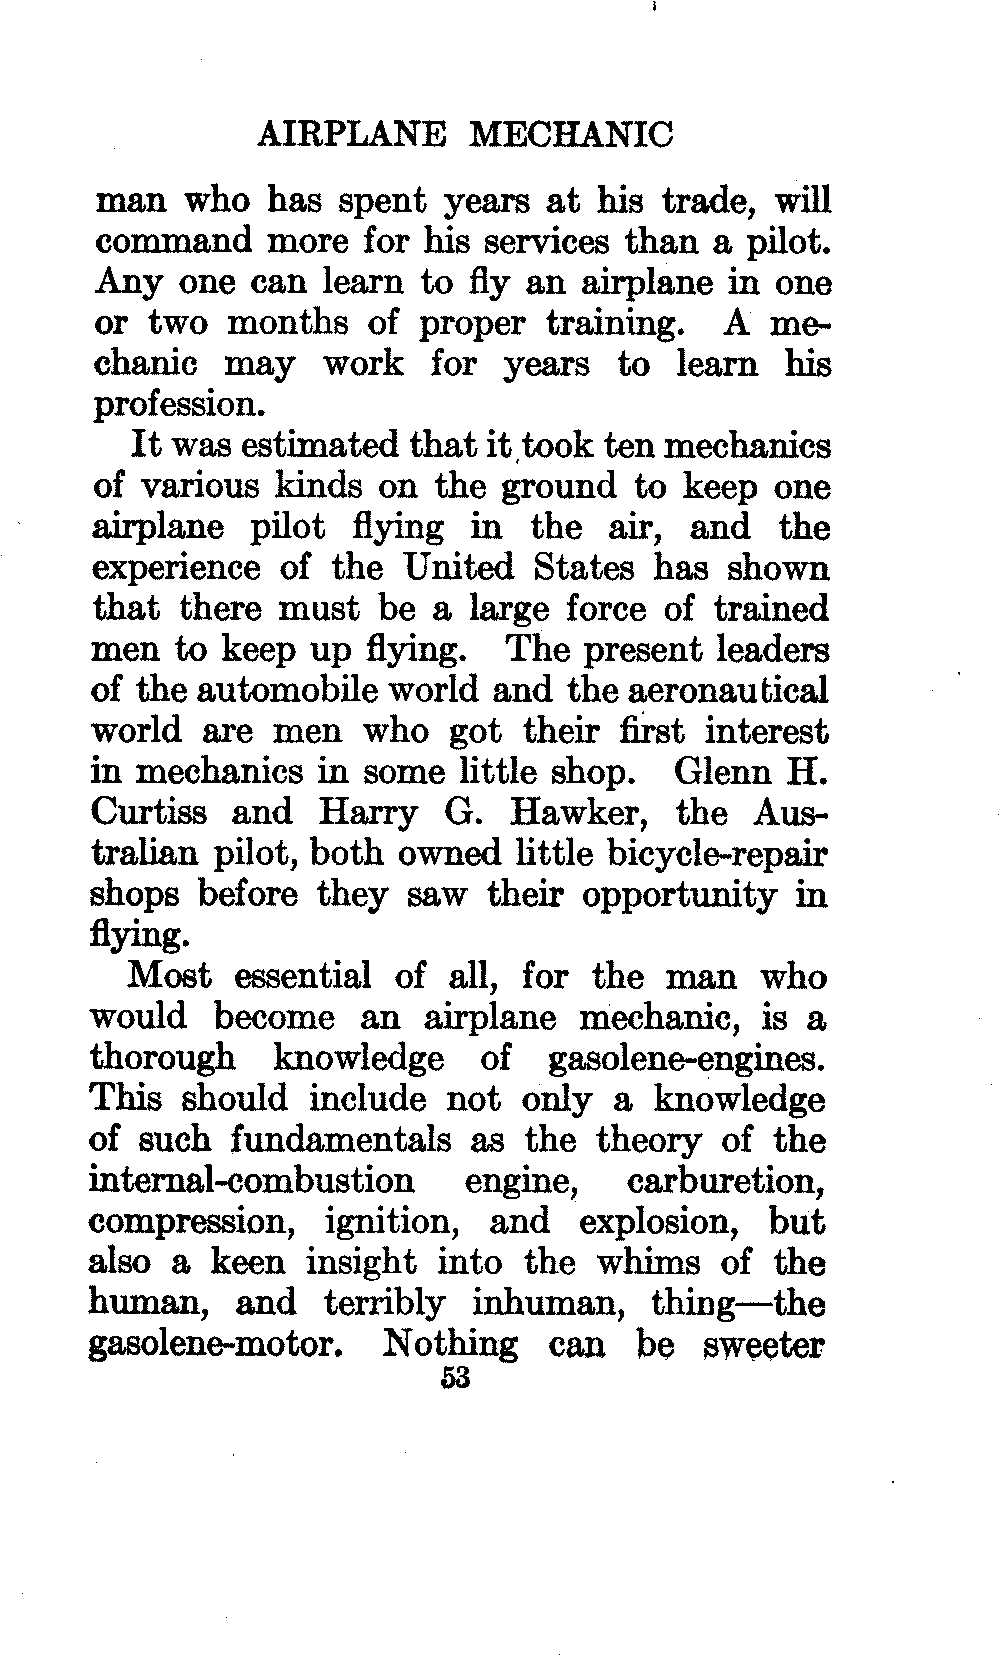 AIRPLANE MECHANIC
man who has spent years at his trade, will
command more for his services than a pilot.
Any one can learn to fly an airplane in one
or two months of proper training. A me-
chanic may work for years to learn his
profession.
It was estimated that it took ten mechanics
of various kinds on the ground to keep one
airplane pilot flying in the air, and the
experience of the United States has shown
that there must be a large force of trained
men to keep up flying. The present leaders
of the automobile world and the aeronautical
world are men who got their first interest
in mechanics in some little shop. Glenn H.
Curtiss and Harry G. Hawker, the Aus-
tralian pilot, both owned little bicycle-repair
shops before they saw their opportunity in
flying.
Most essential of all, for the man who
would become an airplane mechanic, is a
thorough knowledge of gasolene-engines.
This should include not only a knowledge
of such fundamentals as the theory of the
internal-combustion engine, carburetion,
compression, ignition, and explosion, but
also a keen insight into the whims of the
human, and terribly inhuman, thing—the
gasolene-motor. Nothing can be sweeter
53